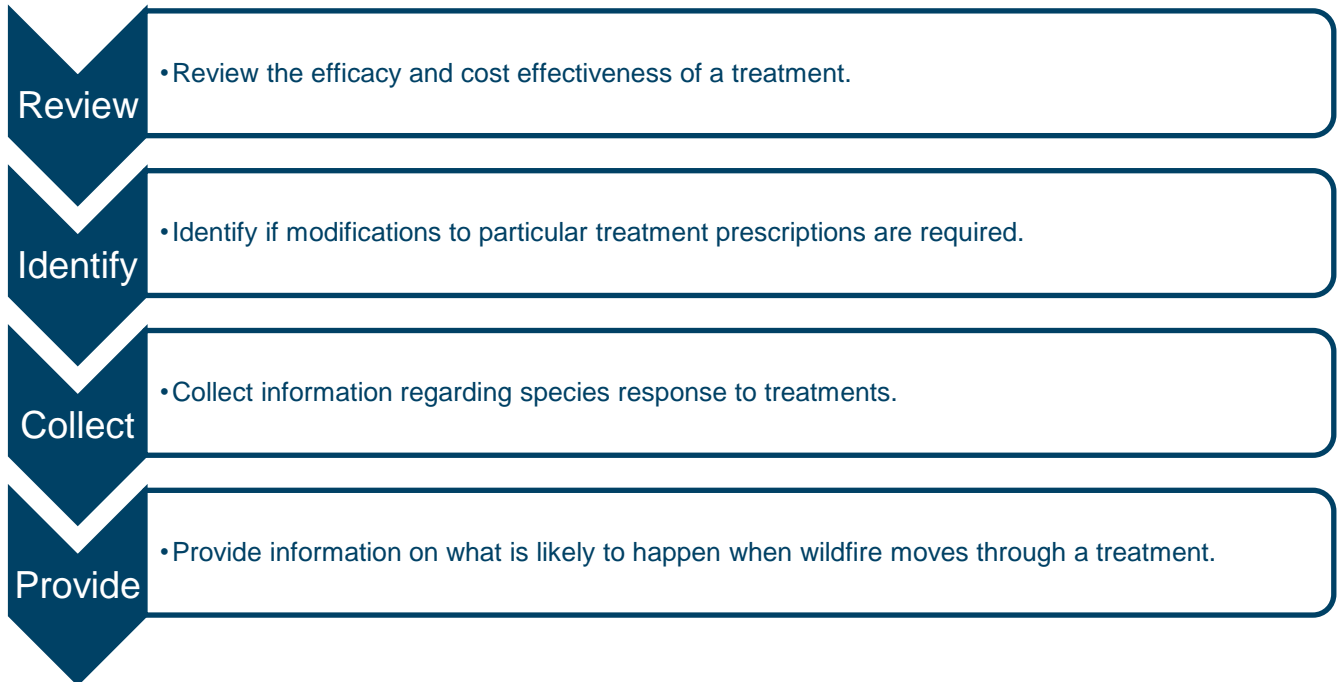 Review
•Review the efficacy and cost effectiveness of a treatment.
Identify
•Identify if modifications to particular treatment prescriptions are required.
Collect
•Collect information regarding species response to treatments.
Provide
•Provide information on what is likely to happen when wildfire moves through a treatment.